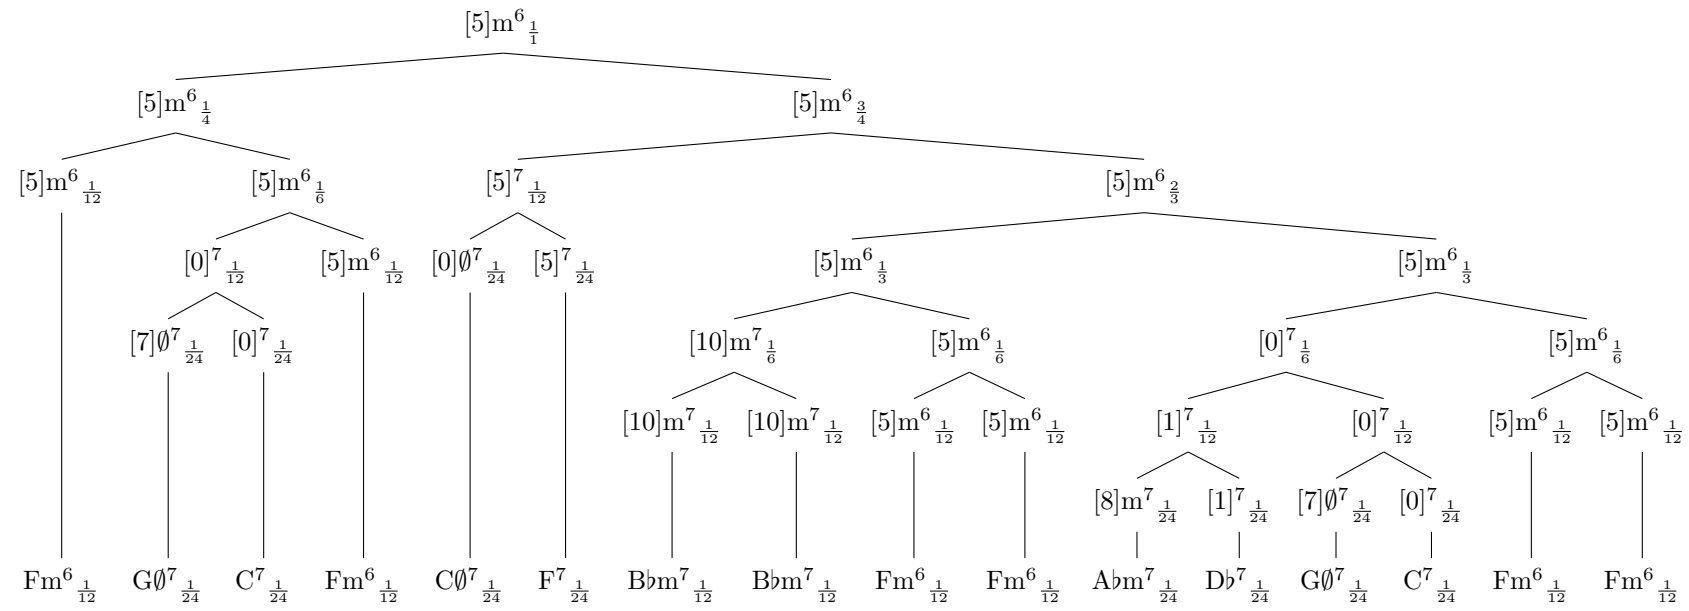 [5]m⁶ 1/1
[5]m⁶ 1/4 [5]m⁶ 3/4
[5]m⁶ 1/12 [5]m⁶ 1/6 [5]⁷ 1/12 [5]m⁶ 2/3
[0]⁷ 1/12 [5]m⁶ 1/12 [0]∅⁷ 1/24 [5]⁷ 1/24 [5]m⁶ 1/3 [5]m⁶ 1/3
[7]∅⁷ 1/24 [0]⁷ 1/24 [10]m⁷ 1/6 [5]m⁶ 1/6 [0]⁷ 1/6 [5]m⁶ 1/6
[10]m⁷ 1/12 [10]m⁷ 1/12 [5]m⁶ 1/12 [5]m⁶ 1/12 [1]⁷ 1/12 [0]⁷ 1/12 [5]m⁶ 1/12 [5]m⁶ 1/12
[8]m⁷ 1/24 [1]⁷ 1/24 [7]∅⁷ 1/24 [0]⁷ 1/24
Fm⁶ 1/12 G∅⁷ 1/24 C⁷ 1/24 Fm⁶ 1/12 C∅⁷ 1/24 F⁷ 1/24 B♭m⁷ 1/12 B♭m⁷ 1/12 Fm⁶ 1/12 Fm⁶ 1/12 A♭m⁷ 1/24 D♭⁷ 1/24 G∅⁷ 1/24 C⁷ 1/24 Fm⁶ 1/12 Fm⁶ 1/12